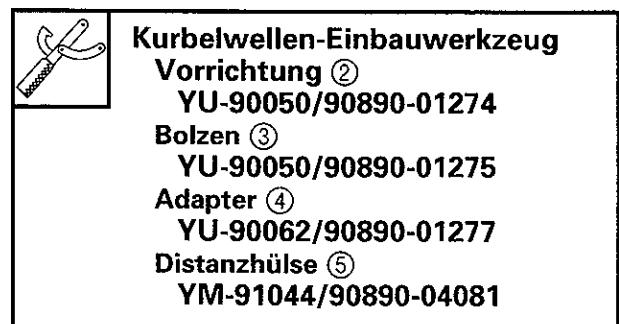 Kurbelwellen-Einbauwerkzeug
Vorrichtung ②
YU-90050/90890-01274
Bolzen ③
YU-90050/90890-01275
Adapter ④
YU-90062/90890-01277
Distanzhülse ⑤
YM-91044/90890-04081